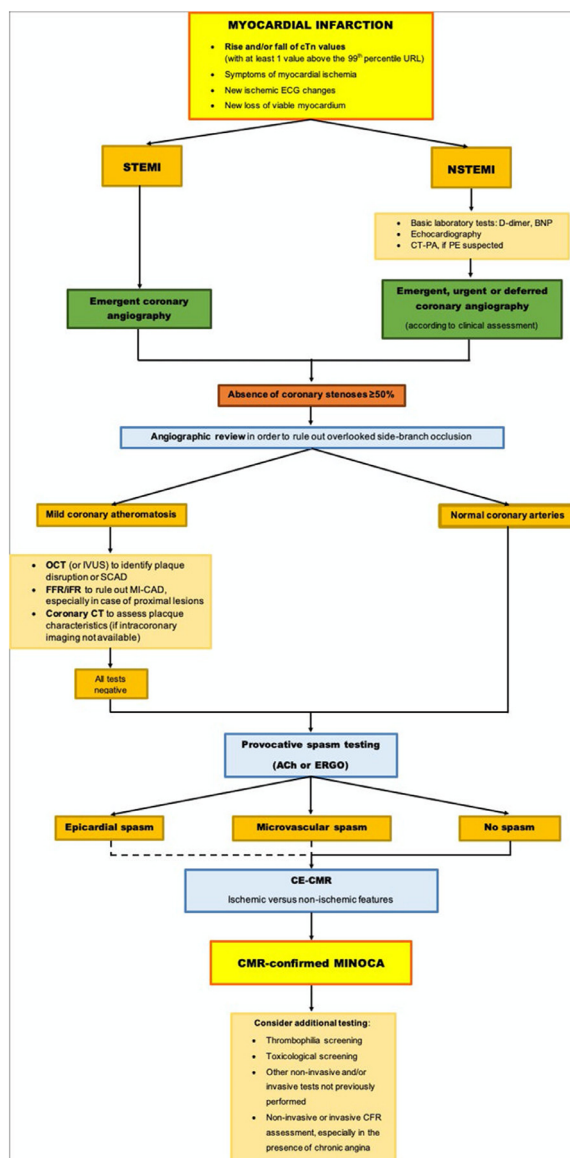 MYOCARDIAL INFARCTION
• Rise and/or fall of cTn values
(with at least 1 value above the 99th percentile URL)
• Symptoms of myocardial ischemia
• New ischemic ECG changes
• New loss of viable myocardium
STEMI
NSTEMI
• Basic laboratory tests: D-dimer, BNP
• Echocardiography
• CT-PA, if PE suspected
Emergent coronary
angiography
Emergent, urgent or deferred
coronary angiography
(according to clinical assessment)
Absence of coronary stenoses ≥50%
Angiographic review in order to rule out overlooked side-branch occlusion
Mild coronary atheromatosis
Normal coronary arteries
• OCT (or IVUS) to identify plaque
disruption or SCAD
• FFR/iFR to rule out MI-CAD,
especially in case of proximal lesions
• Coronary CT to assess placque
characteristics (if intracoronary
imaging not available)
All tests
negative
Provocative spasm testing
(ACh or ERGO)
Epicardial spasm
Microvascular spasm
No spasm
CE-CMR
Ischemic versus non-ischemic features
CMR-confirmed MINOCA
Consider additional testing:
• Thrombophilia screening
• Toxicological screening
• Other non-invasive and/or
invasive tests not previously
performed
• Non-invasive or invasive CFR
assessment, especially in the
presence of chronic angina